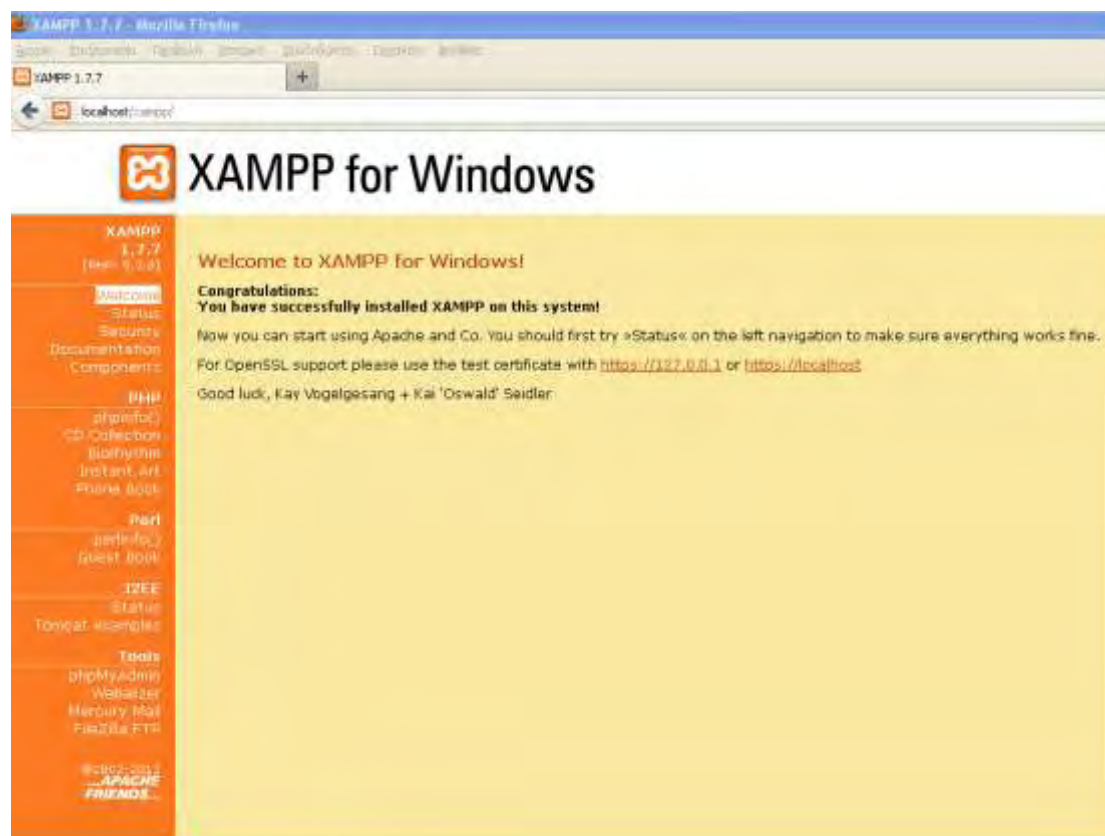 XAMPP 1.7.7 - Mozilla Firefox
XAMPP 1.7.7
+
localhost/xampp/
XAMPP for Windows
XAMPP
1.7.7
Welcome
Status
Security
Documentation
Components
PHP
phpinfo()
CD Collection
Biorhythm
Instant Art
Phone Book
Perl
perlinfo()
Guest Book
J2EE
Status
Tomcat examples
Tools
phpMyAdmin
Webalizer
Mercury Mail
FileZilla FTP
...APACHE
FRIENDS...
Welcome to XAMPP for Windows!
Congratulations:
You have successfully installed XAMPP on this system!
Now you can start using Apache and Co. You should first try »Status« on the left navigation to make sure everything works fine.
For OpenSSL support please use the test certificate with https://127.0.0.1 or https://localhost
Good luck, Kay Vogelgesang + Kai 'Oswald' Seidler